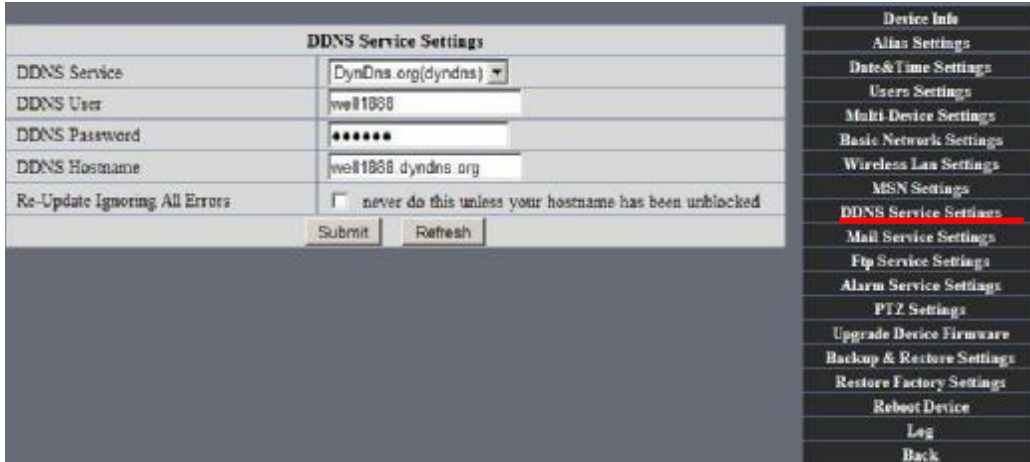 DDNS Service Settings
DDNS Service DynDns.org(dyndns)
DDNS User well1888
DDNS Password ●●●●●●
DDNS Hostname well1888.dyndns.org
Re-Update Ignoring All Errors never do this unless your hostname has been unblocked
Submit Refresh
Device Info
Alias Settings
Date&Time Settings
Users Settings
Multi-Device Settings
Basic Network Settings
Wireless Lan Settings
MSN Settings
DDNS Service Settings
Mail Service Settings
Ftp Service Settings
Alarm Service Settings
PTZ Settings
Upgrade Device Firmware
Backup & Restore Settings
Restore Factory Settings
Reboot Device
Log
Back